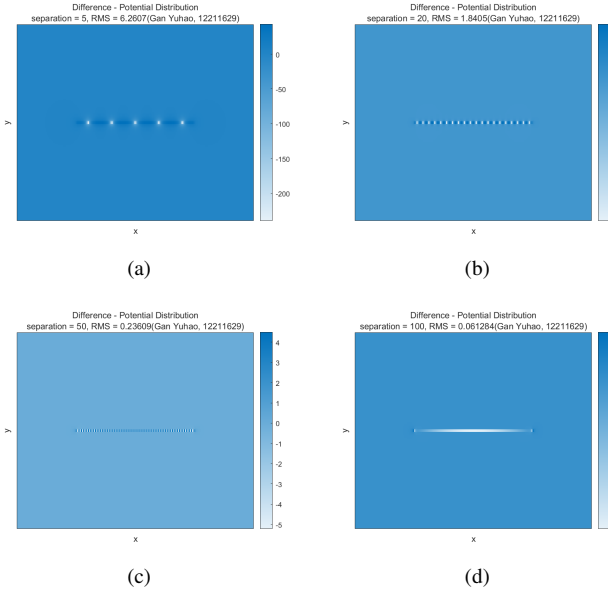 Difference - Potential Distribution
separation = 5, RMS = 6.2607(Gan Yuhao, 12211629)
0
-50
-100
-150
-200
y
x
(a)
Difference - Potential Distribution
separation = 20, RMS = 1.8405(Gan Yuhao, 12211629)
y
x
(b)
Difference - Potential Distribution
separation = 50, RMS = 0.23609(Gan Yuhao, 12211629)
4
3
2
1
0
-1
-2
-3
-4
-5
y
x
(c)
Difference - Potential Distribution
separation = 100, RMS = 0.061284(Gan Yuhao, 12211629)
y
x
(d)